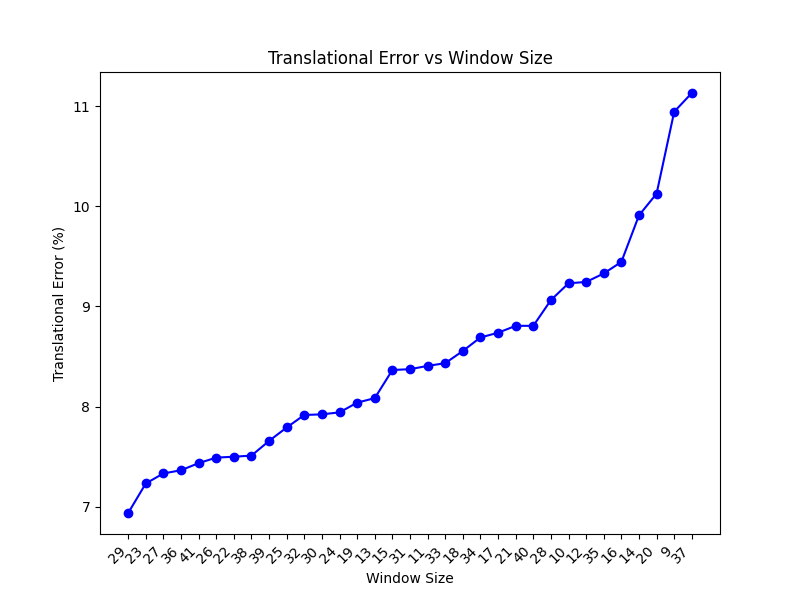 Translational Error vs Window Size
Translational Error (%)
11
10
9
8
7
29 23 27 36 41 26 22 38 39 25 32 30 24 19 13 15 31 11 33 18 34 17 21 40 28 10 12 35 16 14 20 9 37
Window Size